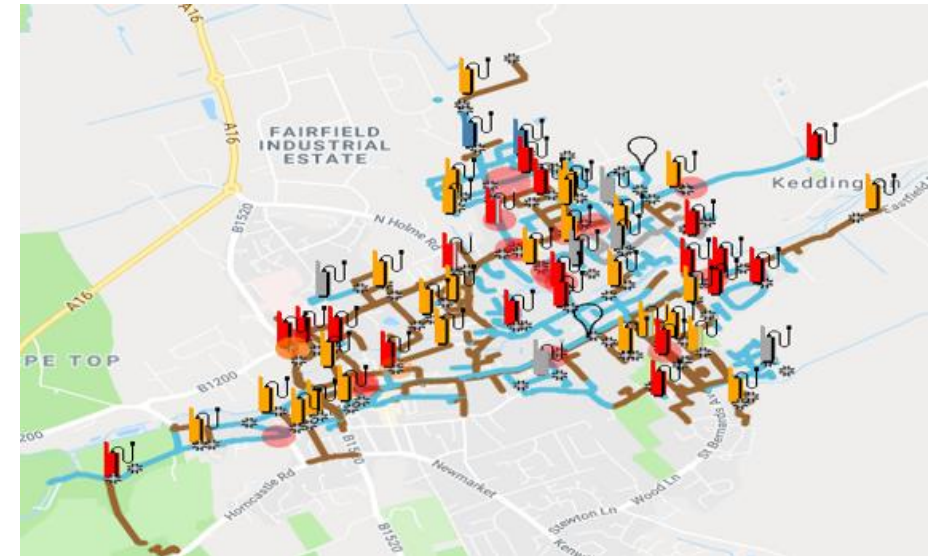 A16
FAIRFIELD
INDUSTRIAL
ESTATE
A16
Keddington
B1520
N Holme Rd
A16
PE TOP
B1200
200
St Bernards Av
Newmarket
Horncastle Rd
B1520
Wood Ln
Stewton Ln
B1520